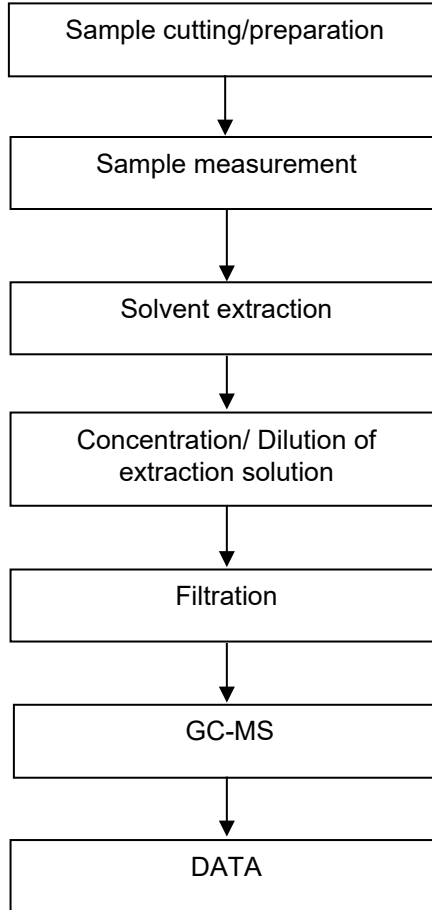 Sample cutting/preparation
Sample measurement
Solvent extraction
Concentration/ Dilution of
extraction solution
Filtration
GC-MS
DATA